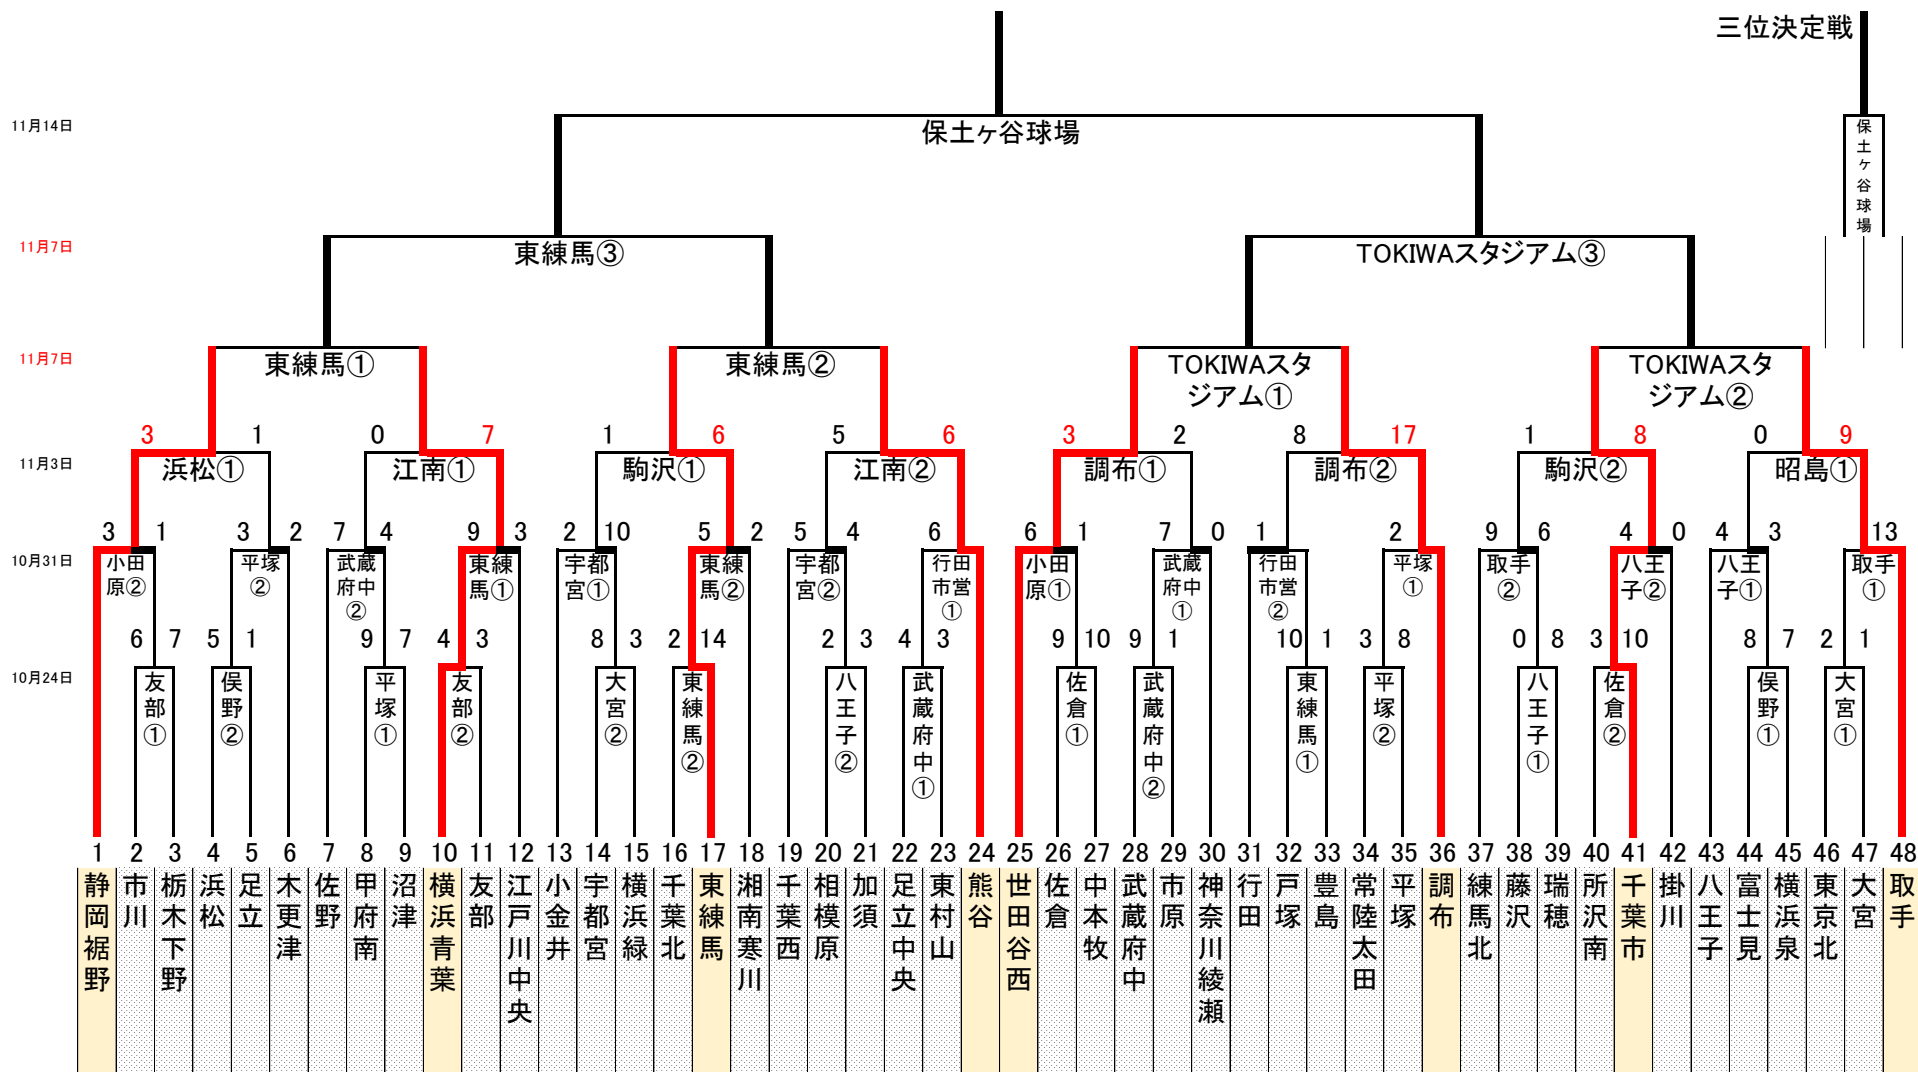 三位決定戦
11月14日
保土ヶ谷球場
保土ヶ谷球場
11月7日
東練馬③
TOKIWAスタジアム③
11月7日
東練馬①
東練馬②
TOKIWAスタ
ジアム①
TOKIWAスタ
ジアム②
3 1 0 7 1 6 5 6 3 2 8 17 1 8 0 9
11月3日
浜松① 江南① 駒沢① 江南② 調布① 調布② 駒沢② 昭島①
3 1 3 2 7 4 9 3 2 10 5 2 5 4 6 6 1 7 0 1 2 9 6 4 0 4 3 13
10月31日
小田
原②
平塚
②
武蔵
府中
②
東練
馬①
宇都
宮①
東練
馬②
宇都
宮②
行田
市営
①
小田
原①
武蔵
府中
①
行田
市営
②
平塚
①
取手
②
八王
子②
八王
子①
取手
①
6 7 5 1 9 7 4 3 8 3 2 14 2 3 4 3 9 10 9 1 10 1 3 8 0 8 3 10 8 7 2 1
10月24日
友部①
俣野②
平塚①
友部②
大宮②
東練馬②
八王子②
武蔵府中①
佐倉①
武蔵府中②
東練馬①
平塚②
八王子①
佐倉②
俣野①
大宮①
1 2 3 4 5 6 7 8 9 10 11 12 13 14 15 16 17 18 19 20 21 22 23 24 25 26 27 28 29 30 31 32 33 34 35 36 37 38 39 40 41 42 43 44 45 46 47 48
静岡裾野
市川
栃木下野
浜松
足立
木更津
佐野
甲府南
沼津
横浜青葉
友部
江戸川中央
小金井
宇都宮
横浜緑
千葉北
東練馬
湘南寒川
千葉西
相模原
加須
足立中央
東村山
熊谷
世田谷西
佐倉
中本牧
武蔵府中
市原
神奈川綾瀬
行田
戸塚
豊島
常陸太田
平塚
調布
練馬北
藤沢
瑞穂
所沢南
千葉市
掛川
八王子
富士見
横浜泉
東京北
大宮
取手